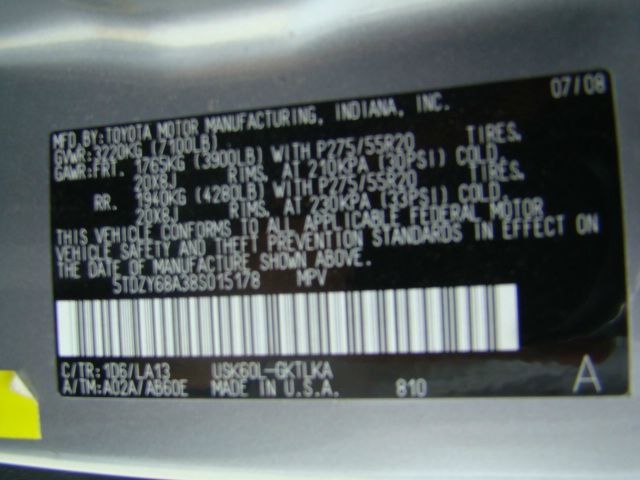 07/08
MFD.BY:TOYOTA MOTOR MANUFACTURING, INDIANA, INC.
GVWR:3220KG (7100LB)
GAWR:FRT. 1765KG (3900LB) WITH P275/55R20 TIRES.
20X8J RIMS, AT 210KPA (30PSI) COLD.
RR. 1940KG (4280LB) WITH P275/55R20 TIRES.
20X8J RIMS, AT 230KPA (33PSI) COLD.
THIS VEHICLE CONFORMS TO ALL APPLICABLE FEDERAL MOTOR
VEHICLE SAFETY AND THEFT PREVENTION STANDARDS IN EFFECT ON
THE DATE OF MANUFACTURE SHOWN ABOVE.
5TDZY68A38S015178 MPV
C/TR:1D6/LA13 USK60L-GKTLKA
A/TM:A02A/AB60E MADE IN U.S.A. 810 A